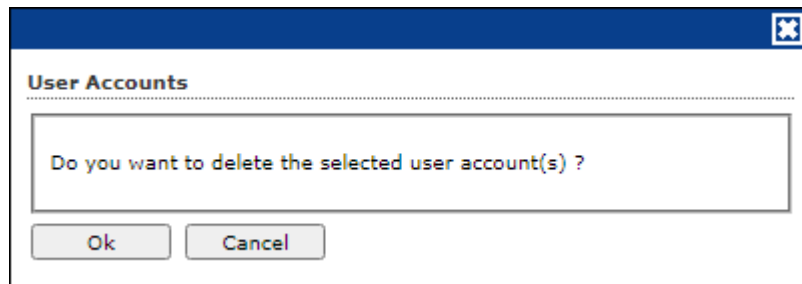 User Accounts
Do you want to delete the selected user account(s) ?
Ok
Cancel